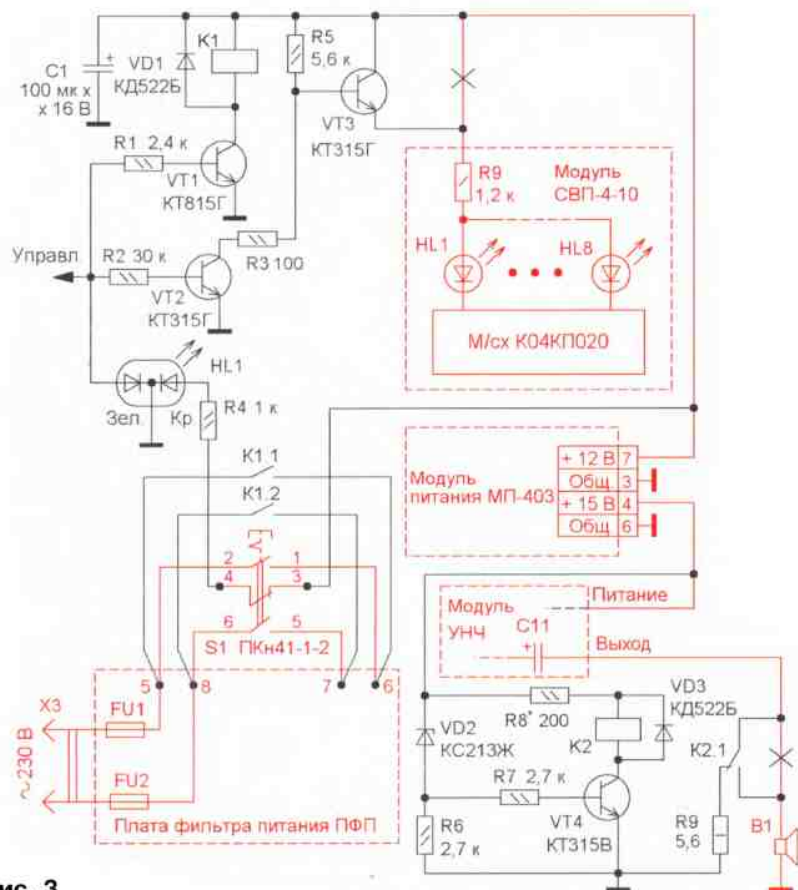 C1
100 мк х
х 16 В
VD1
КД522Б
K1
R5
5,6 к
VT3
КТ315Г
R1 2,4 к
VT1
КТ815Г
R9
1,2 к
Модуль
СВП-4-10
Управл.
R2 30 к
VT2
КТ315Г
R3 100
HL1
HL8
М/сх К04КП020
HL1
Зел.
Кр.
R4 1 к
K1.1
K1.2
Модуль
питания МП-403
+ 12 В 7
Общ. 3
+ 15 В 4
Общ. 6
2
1
4
3
6
5
S1 ПКн41-1-2
Модуль
УНЧ
C11
+
Питание
Выход
5
8
7
6
X3
FU1
FU2
~230 В
Плата фильтра питания ПФП
VD2
КС213Ж
R8* 200
K2
VD3
КД522Б
K2.1
R7 2,7 к
R6
2,7 к
VT4
КТ315В
R9
5,6
B1
ис. 3